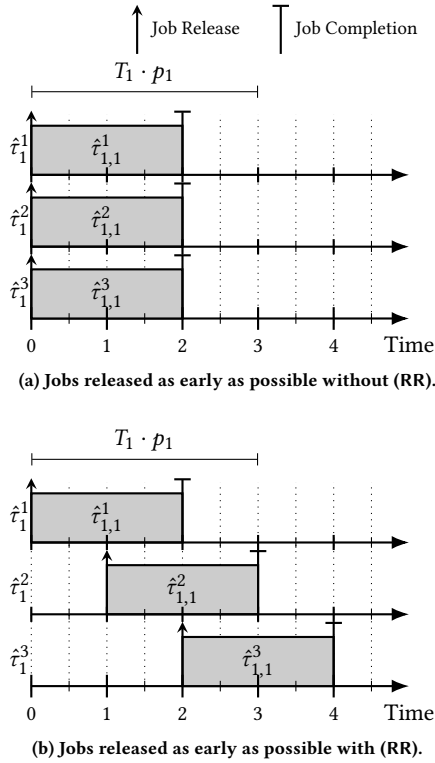 Job Release Job Completion
T₁ · p₁
τ̂₁¹ τ̂¹₁,₁
τ̂₁² τ̂²₁,₁
τ̂₁³ τ̂³₁,₁
0 1 2 3 4 Time
(a) Jobs released as early as possible without (RR).
T₁ · p₁
τ̂₁¹ τ̂¹₁,₁
τ̂₁² τ̂²₁,₁
τ̂₁³ τ̂³₁,₁
0 1 2 3 4 Time
(b) Jobs released as early as possible with (RR).